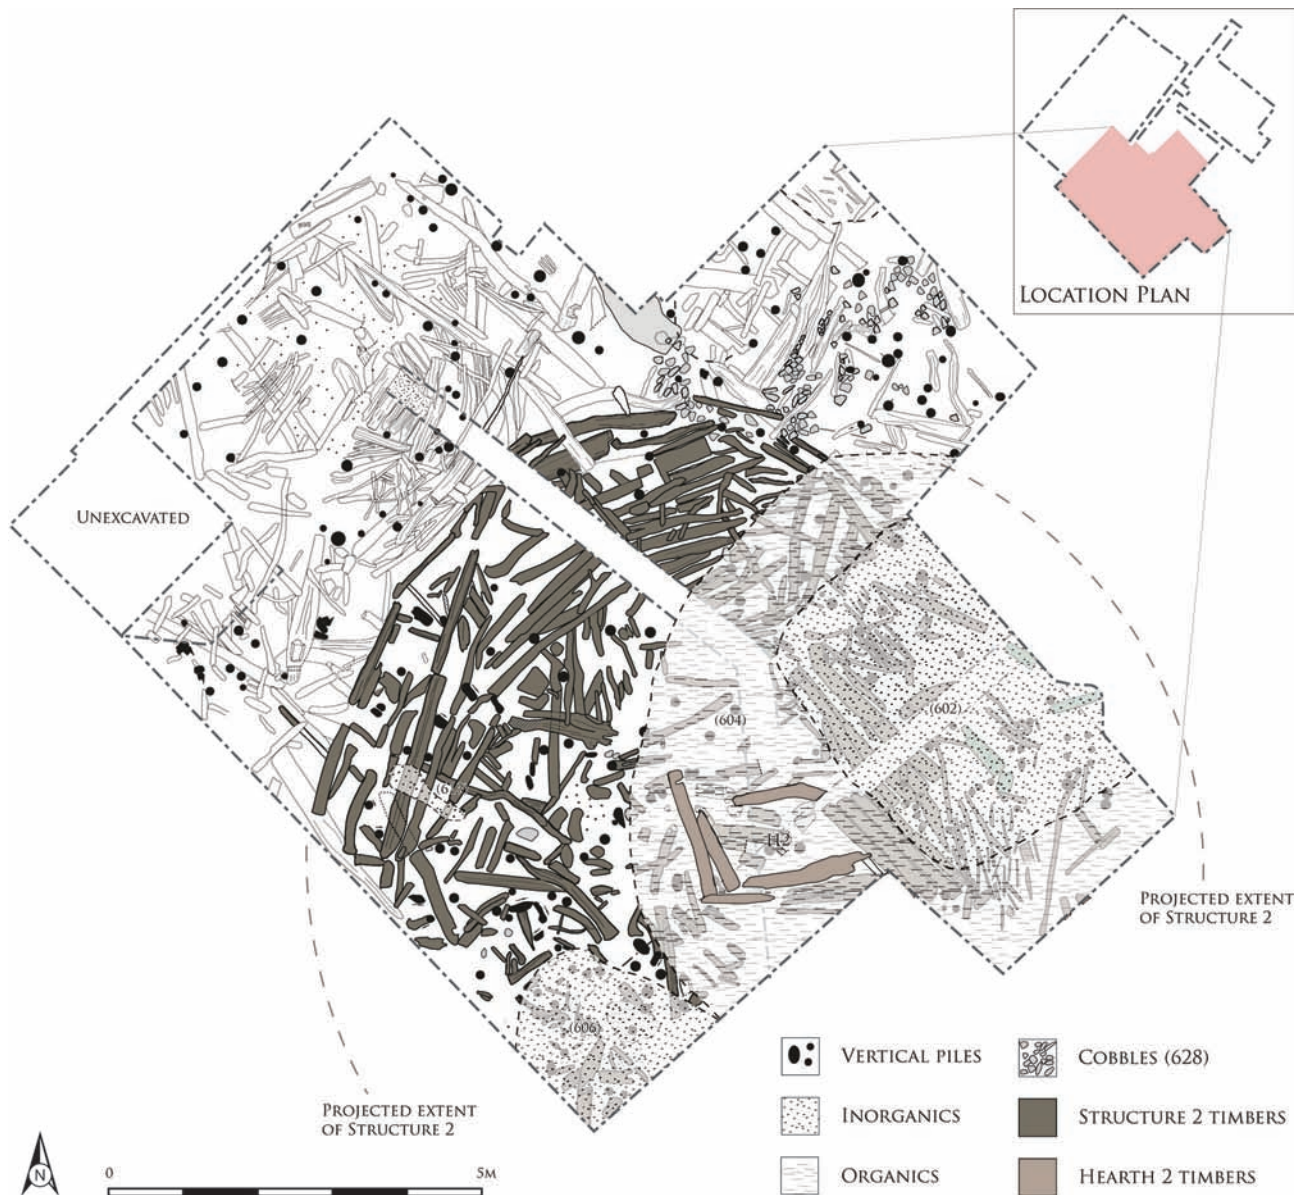 Location Plan
Unexcavated
(602)
(604)
(6
112
(606)
Projected extent
of Structure 2
Projected extent
of Structure 2
Vertical piles
Cobbles (628)
Inorganics
Structure 2 timbers
Organics
Hearth 2 timbers
N
0
5m